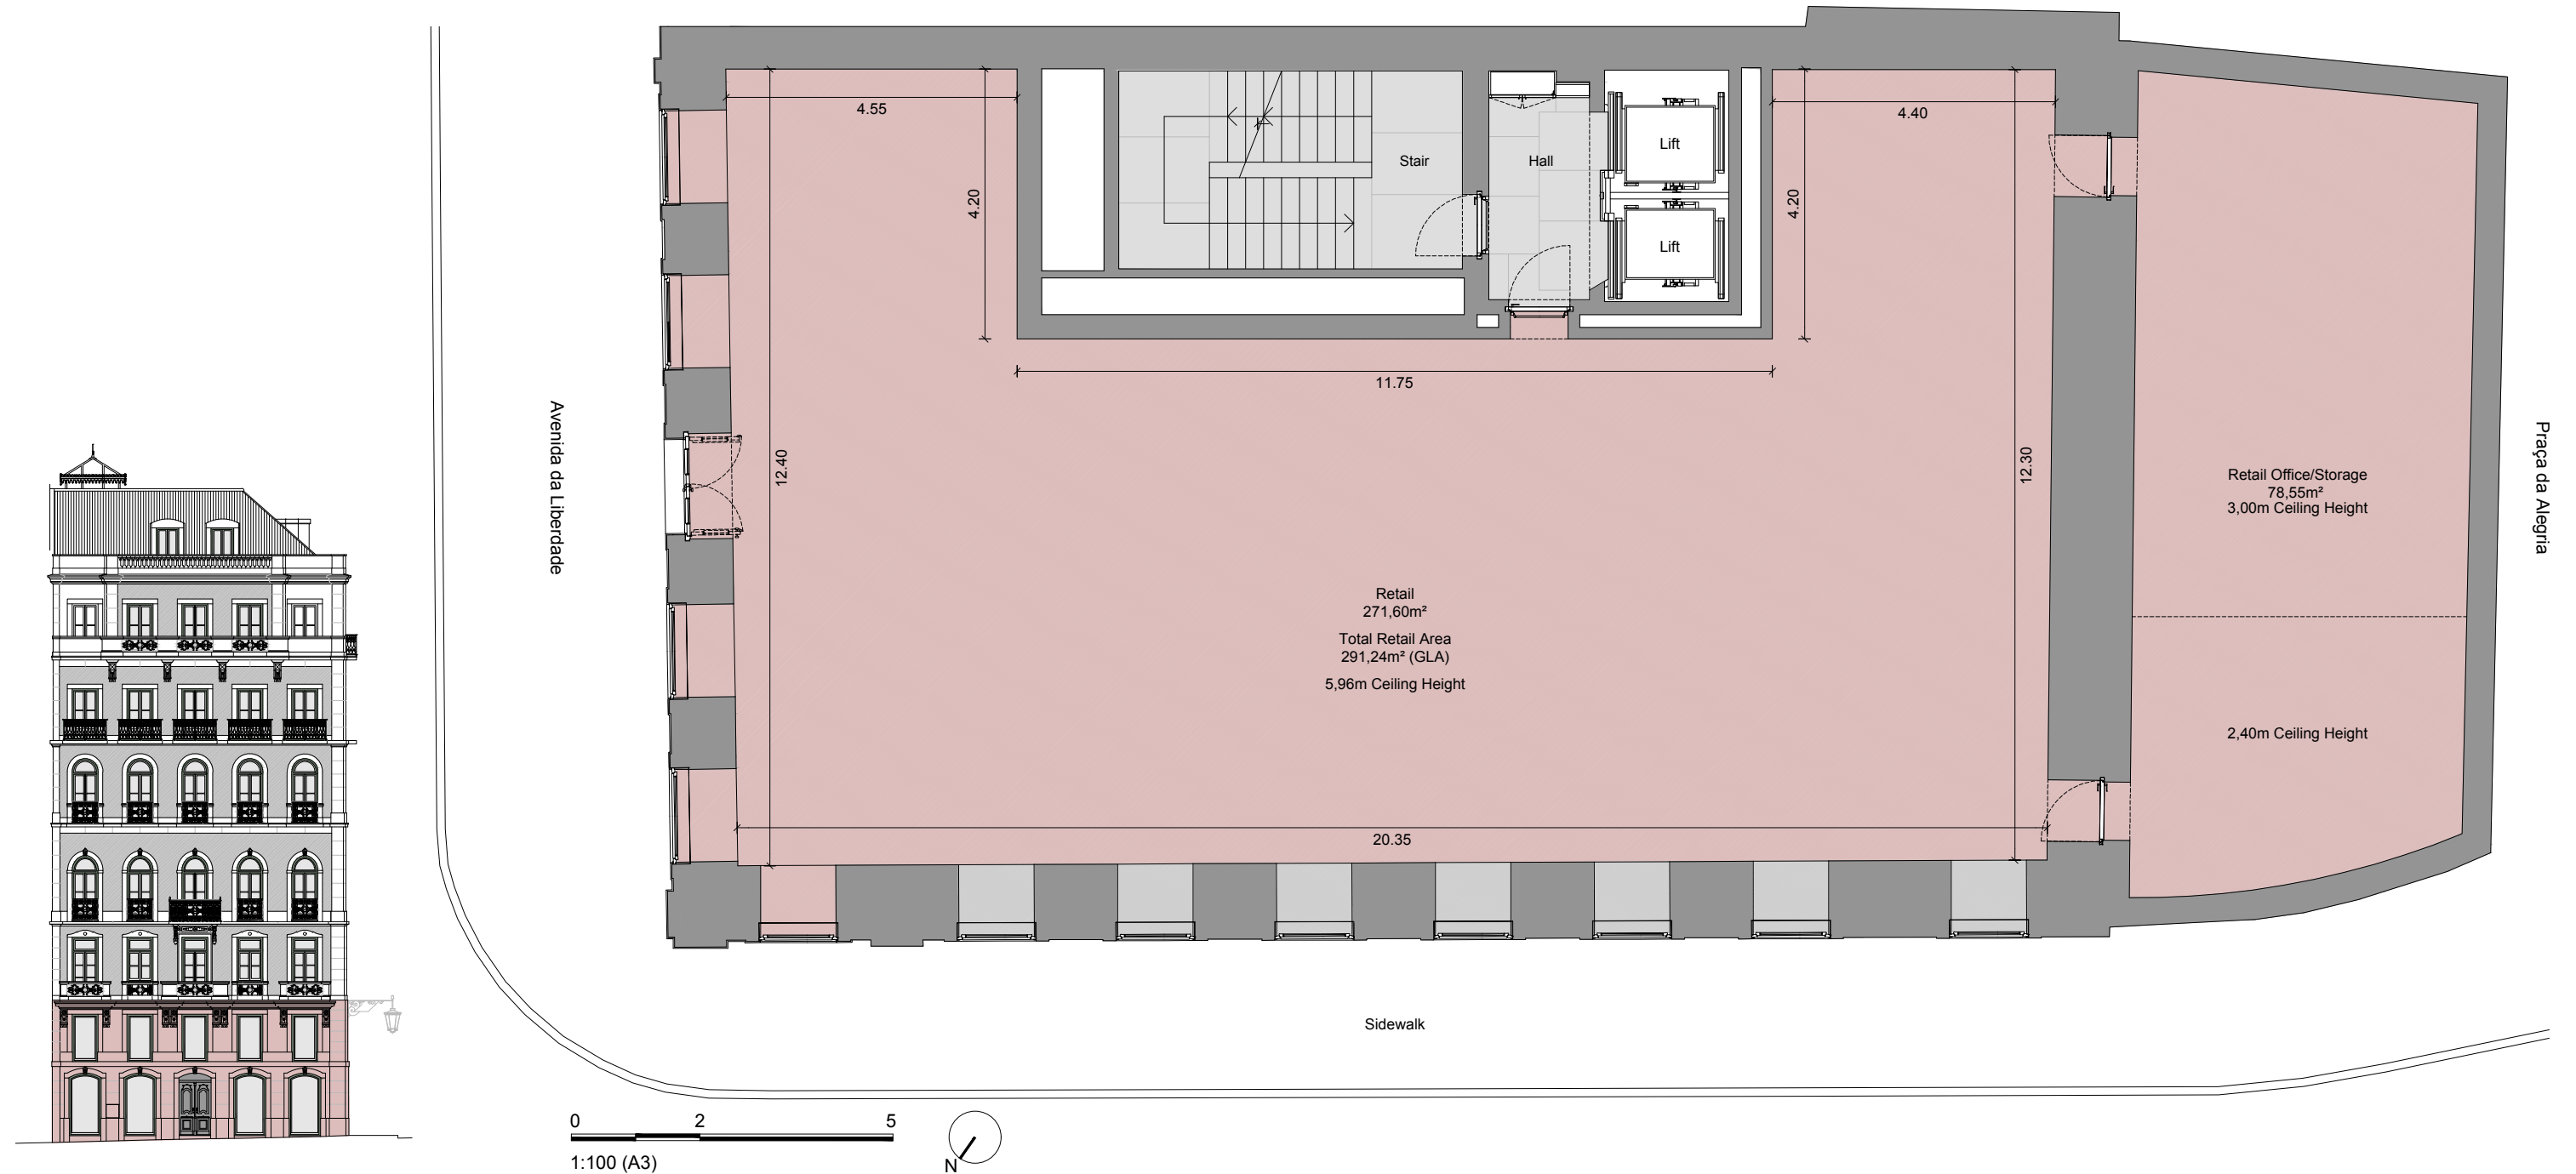 4.55
4.40
Stair
Hall
Lift
4.20
4.20
Lift
11.75
Avenida da Liberdade
12.40
12.30
Retail Office/Storage
78,55m²
3,00m Ceiling Height
Praça da Alegria
Retail
271,60m²
Total Retail Area
291,24m² (GLA)
5,96m Ceiling Height
2,40m Ceiling Height
20.35
Sidewalk
0 2 5
1:100 (A3)
N